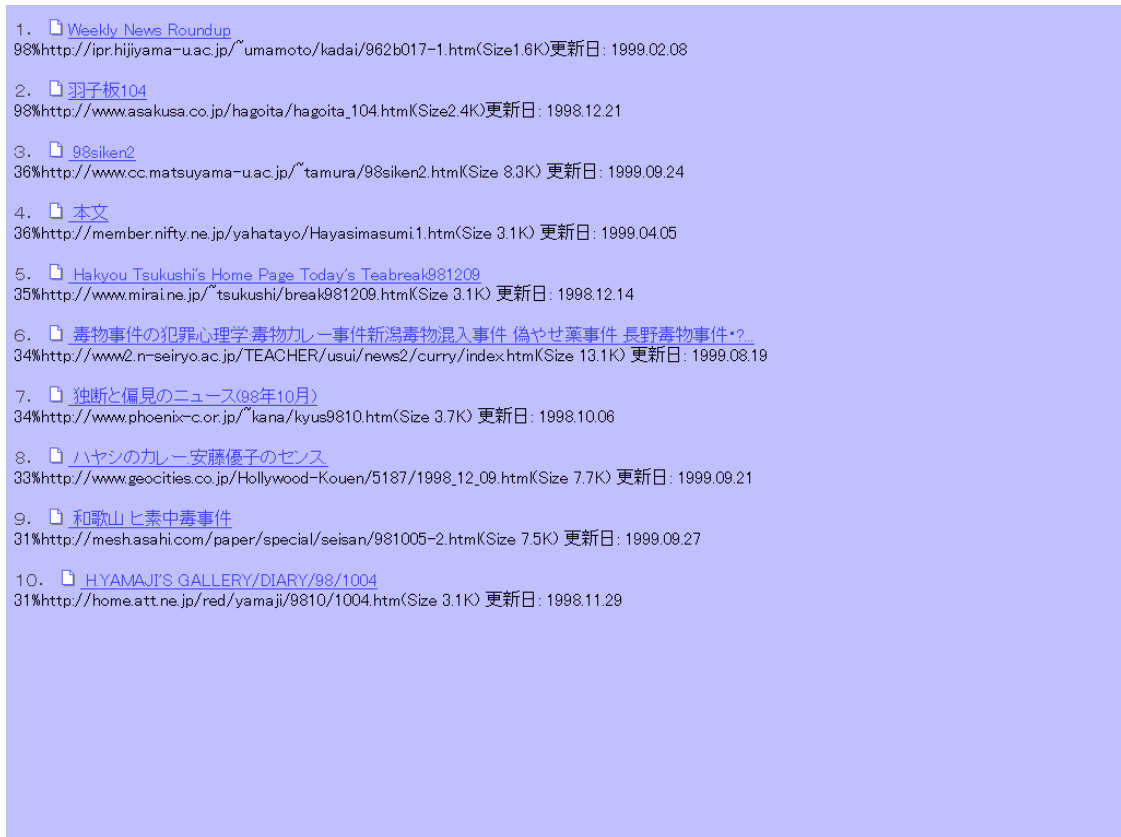 1. Weekly News Roundup
98%http://ipr.hijiyama-u.ac.jp/~umamoto/kadai/962b017-1.htm(Size1.6K)更新日: 1999.02.08
2. 羽子板104
98%http://www.asakusa.co.jp/hagoita/hagoita_104.html(Size2.4K)更新日: 1998.12.21
3. 98siken2
36%http://www.cc.matsuyama-u.ac.jp/~tamura/98siken2.html(Size 8.3K) 更新日: 1999.09.24
4. 本文
36%http://member.nifty.ne.jp/yahatayo/Hayasimasumi.1.htm(Size 3.1K) 更新日: 1999.04.05
5. Hakyou Tsukushi's Home Page Today's Teabreak981209
35%http://www.mirai.ne.jp/~tsukushi/break981209.html(Size 3.1K) 更新日: 1998.12.14
6. 毒物事件の犯罪心理学:毒物カレー事件新潟毒物混入事件 偽やせ薬事件 長野毒物事件・?...
34%http://www2.n-seiryo.ac.jp/TEACHER/usui/news2/curry/index.html(Size 13.1K) 更新日: 1999.08.19
7. 独断と偏見のニュース(98年10月)
34%http://www.phoenix-c.or.jp/~kana/kyus9810.htm(Size 3.7K) 更新日: 1998.10.06
8. ハヤシのカレー.安藤優子のセンス.
33%http://www.geocities.co.jp/Hollywood-Kouen/5187/1998_12_09.html(Size 7.7K) 更新日: 1999.09.21
9. 和歌山 ヒ素中毒事件
31%http://mesh.asahi.com/paper/special/seisan/981005-2.html(Size 7.5K) 更新日: 1999.09.27
10. H.YAMAJI'S GALLERY/DIARY/98/1004
31%http://home.att.ne.jp/red/yamaji/9810/1004.htm(Size 3.1K) 更新日: 1998.11.29